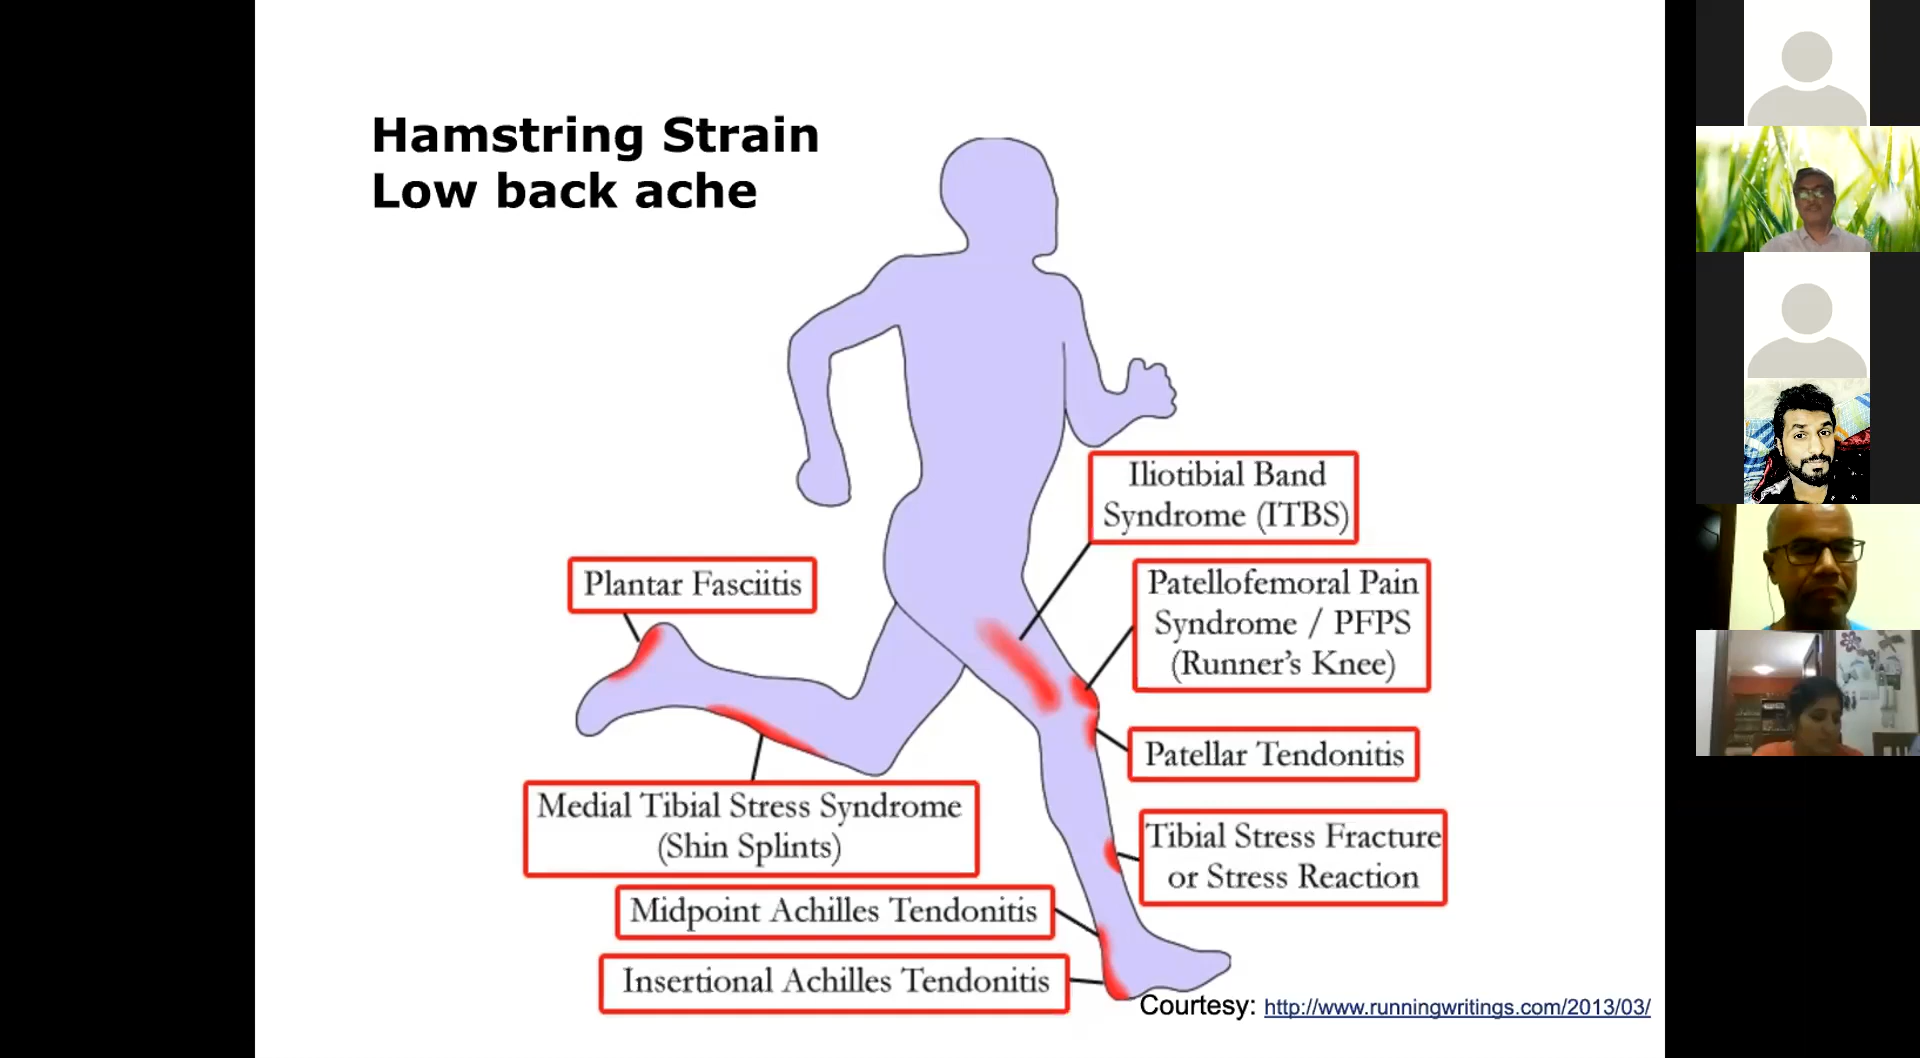 Hamstring Strain
Low back ache
Iliotibial Band
Syndrome (ITBS)
Plantar Fasciitis
Patellofemoral Pain
Syndrome / PFPS
(Runner's Knee)
Patellar Tendonitis
Medial Tibial Stress Syndrome
(Shin Splints)
Tibial Stress Fracture
or Stress Reaction
Midpoint Achilles Tendonitis
Insertional Achilles Tendonitis
Courtesy: http://www.runningwritings.com/2013/03/